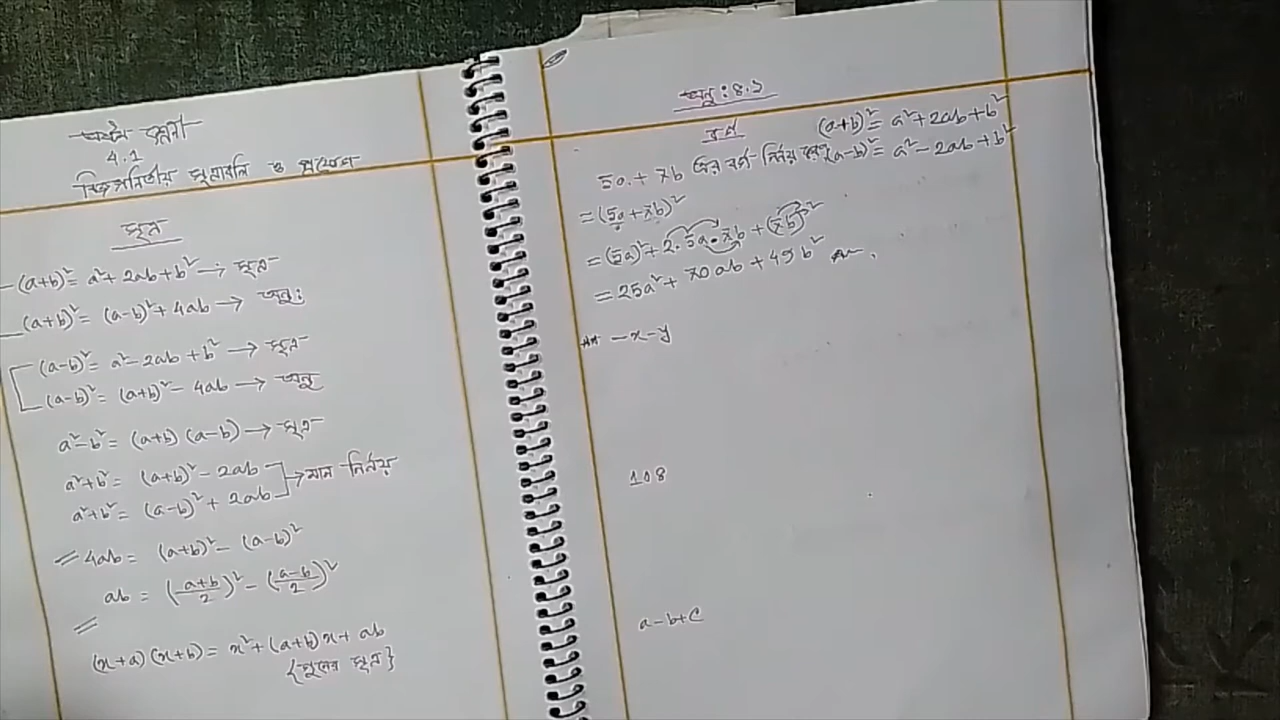 4.1
বীজগণিতীয় সূত্রাবলি ও প্রয়োগ
সূত্র
(a+b)² = a² + 2ab + b² → সূত্র
(a+b)² = (a-b)² + 4ab → অনু:
(a-b)² = a² - 2ab + b² → সূত্র
(a-b)² = (a+b)² - 4ab → অনু
a² - b² = (a+b) (a-b) → সূত্র
a² + b² = (a+b)² - 2ab
a² + b² = (a-b)² + 2ab → মান নির্ণয়
4ab = (a+b)² - (a-b)²
ab = ((a+b)/2)² - ((a-b)/2)²
(x+a) (x+b) = x² + (a+b)x + ab
{গুনের সূত্র}
অনু : ৪.১
বর্গ
(a+b)² = a² + 2ab + b²
5a + 7b এর বর্গ নির্ণয়
(a-b)² = a² - 2ab + b²
= (5a + 7b)²
= (5a)² + 2. 5a . 7b + (7b)²
= 25a² + 70ab + 49b²
-x-y
108
a-b+c